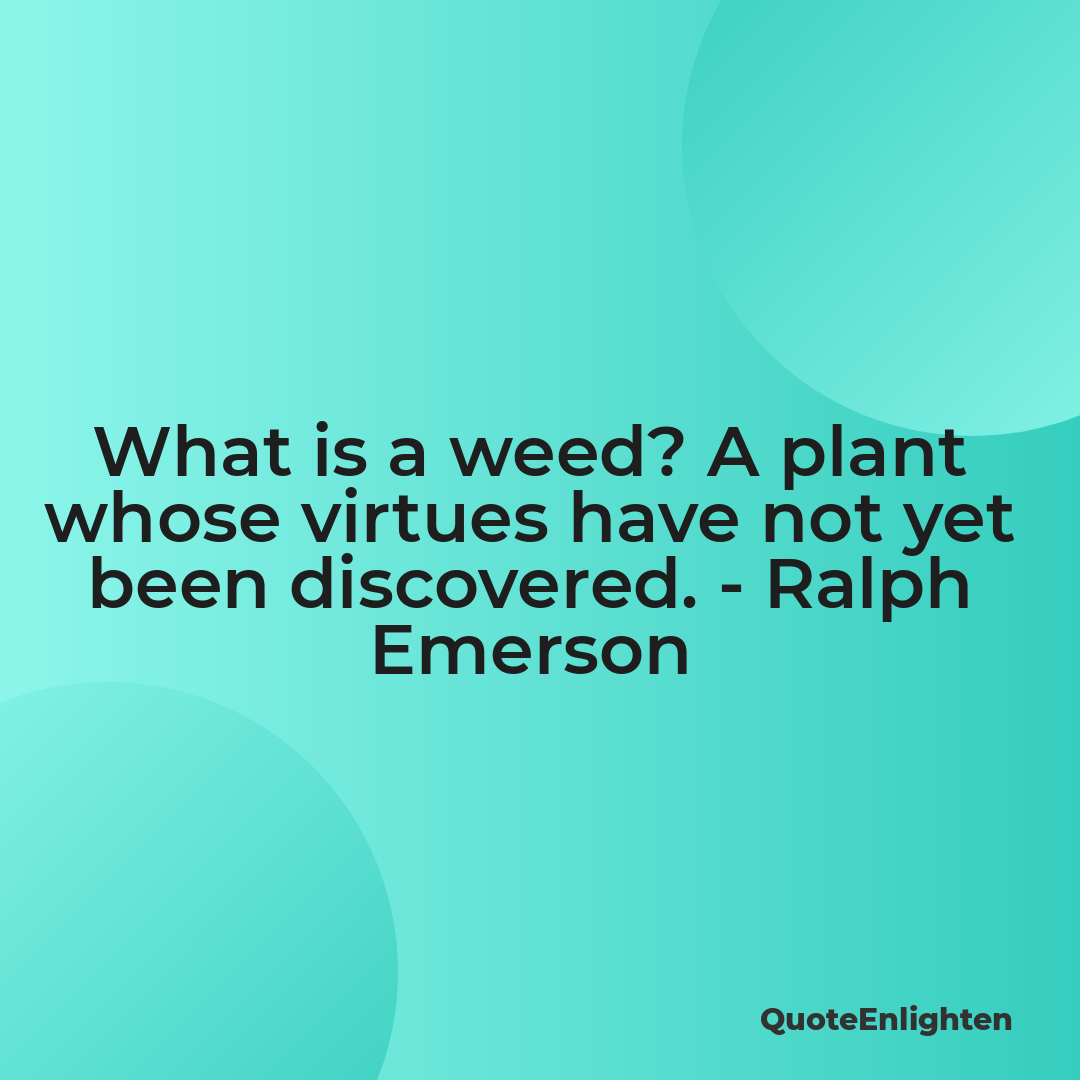 What is a weed? A plant
whose virtues have not yet
been discovered. - Ralph
Emerson
QuoteEnlighten